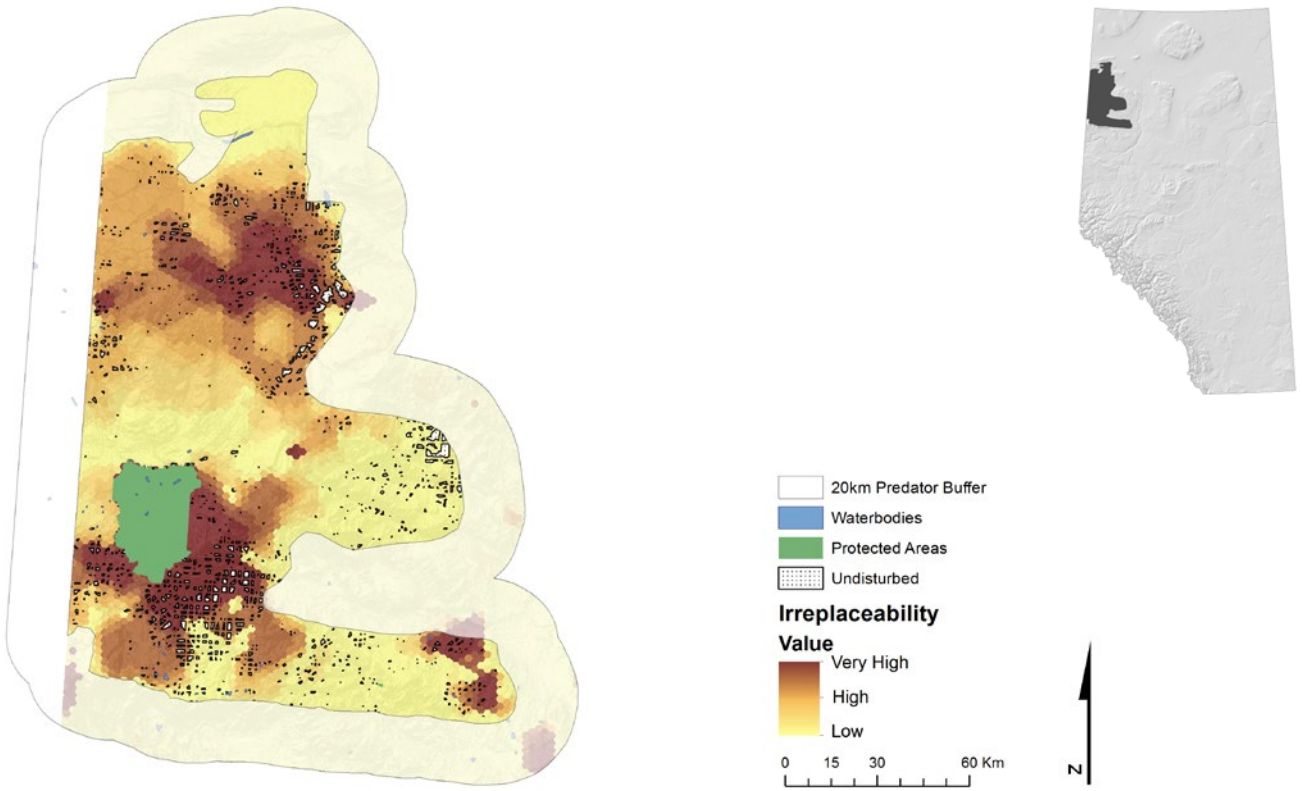 20km Predator Buffer
Waterbodies
Protected Areas
Undisturbed
Irreplaceability
Value
Very High
High
Low
0 15 30 60 Km
N